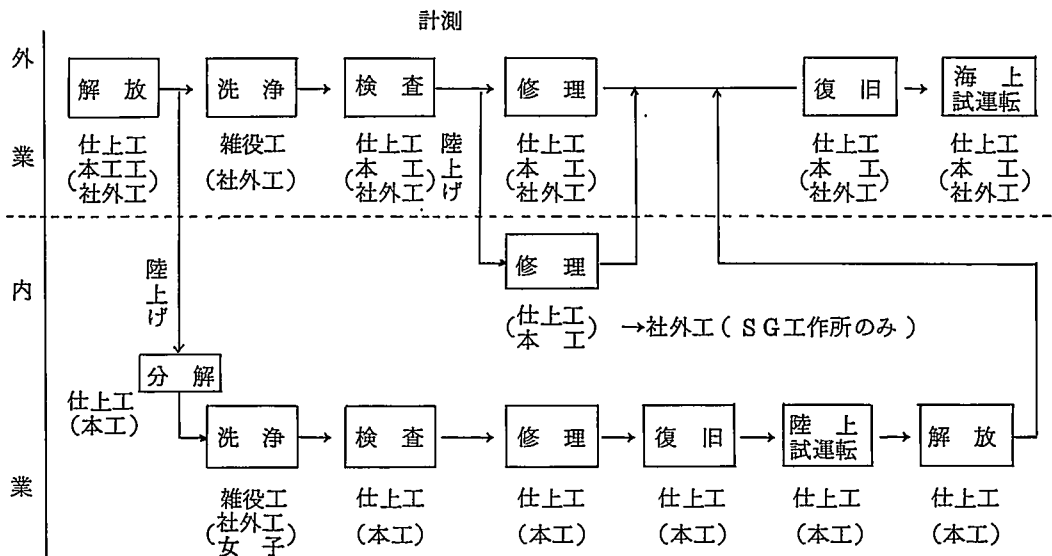 計測
外業
解放 → 洗浄 → 検査 → 修理 復旧 → 海上試運転
仕上工
(本工工
社外工)
雑役工
(社外工)
仕上工
(本工
社外工)
陸上げ
仕上工
(本工
社外工)
仕上工
(本工
社外工)
仕上工
(本工
社外工)
内業
陸上げ
修理
(仕上工
本工) →社外工(SG工作所のみ)
分解
仕上工
(本工)
洗浄 → 検査 → 修理 → 復旧 → 陸上試運転 → 解放
雑役工
(社外工
女子)
仕上工
(本工)
仕上工
(本工)
仕上工
(本工)
仕上工
(本工)
仕上工
(本工)